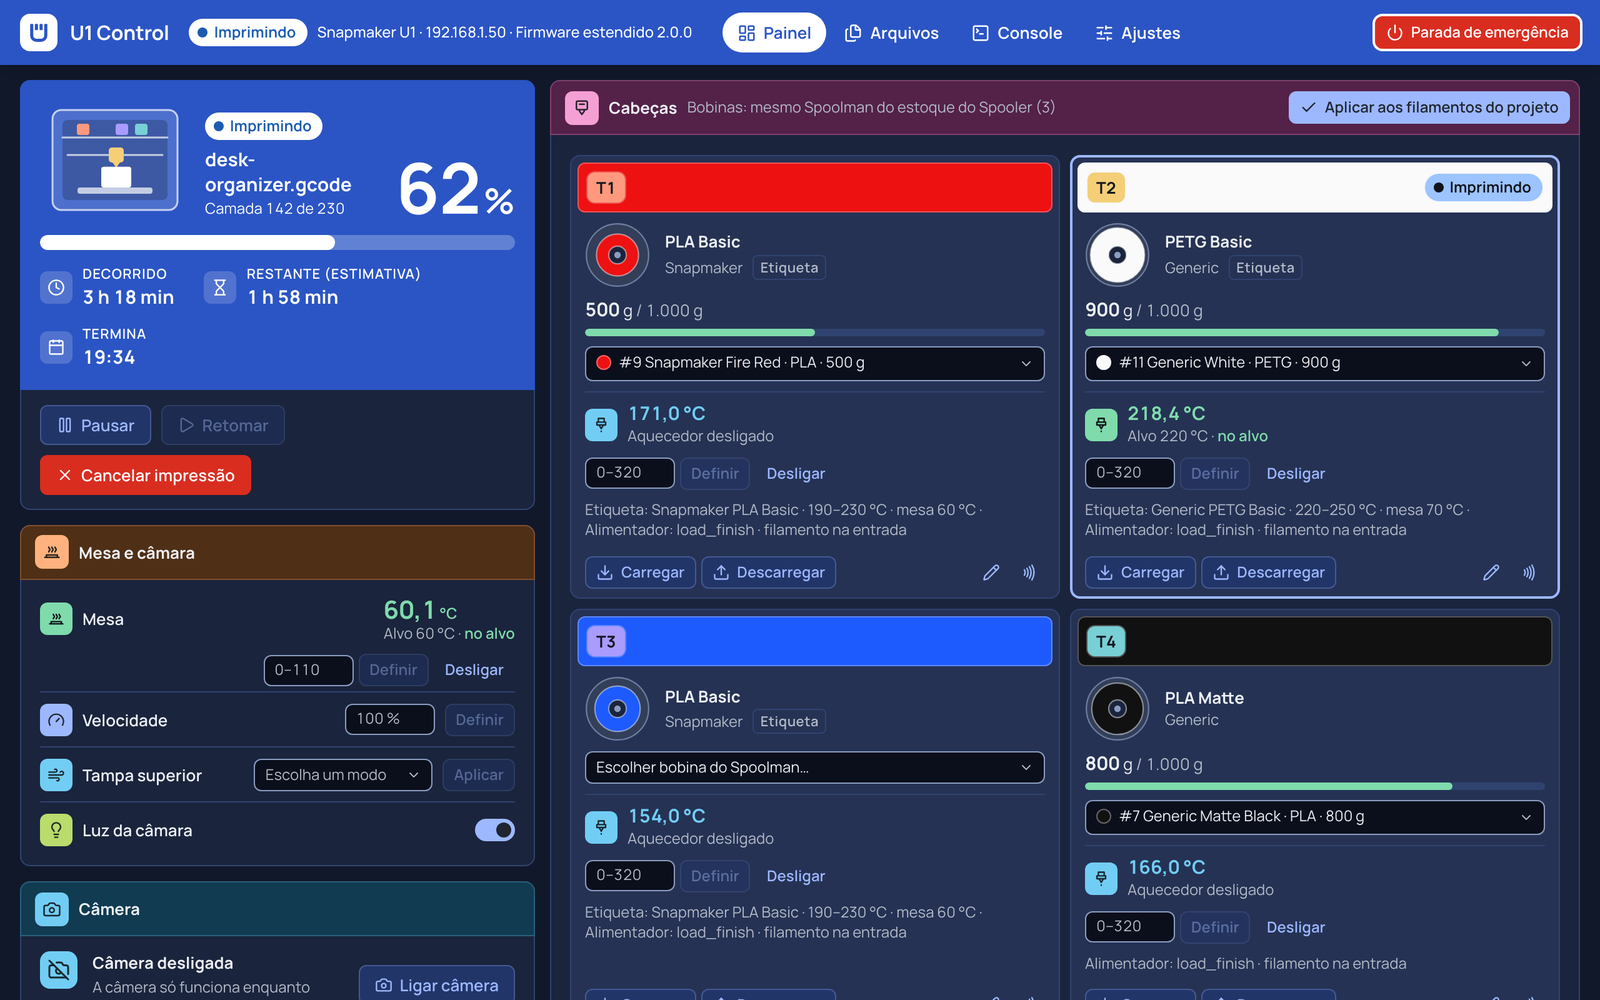 U1 Control
Imprimindo
Snapmaker U1 · 192.168.1.50 · Firmware estendido 2.0.0
Painel
Arquivos
Console
Ajustes
Parada de emergência
Imprimindo
desk-
organizer.gcode
Camada 142 de 230
62%
DECORRIDO
3 h 18 min
RESTANTE (ESTIMATIVA)
1 h 58 min
TERMINA
19:34
Pausar
Retomar
Cancelar impressão
Mesa e câmara
Mesa
60,1 °C
Alvo 60 °C · no alvo
0–110
Definir
Desligar
Velocidade
100 %
Definir
Tampa superior
Escolha um modo
Aplicar
Luz da câmara
Câmera
Câmera desligada
A câmera só funciona enquanto
Ligar câmera
Cabeças
Bobinas: mesmo Spoolman do estoque do Spooler (3)
Aplicar aos filamentos do projeto
T1
PLA Basic
Snapmaker
Etiqueta
500 g / 1.000 g
#9 Snapmaker Fire Red · PLA · 500 g
171,0 °C
Aquecedor desligado
0–320
Definir
Desligar
Etiqueta: Snapmaker PLA Basic · 190–230 °C · mesa 60 °C ·
Alimentador: load_finish · filamento na entrada
Carregar
Descarregar
T2
Imprimindo
PETG Basic
Generic
Etiqueta
900 g / 1.000 g
#11 Generic White · PETG · 900 g
218,4 °C
Alvo 220 °C · no alvo
0–320
Definir
Desligar
Etiqueta: Generic PETG Basic · 220–250 °C · mesa 70 °C ·
Alimentador: load_finish · filamento na entrada
Carregar
Descarregar
T3
PLA Basic
Snapmaker
Etiqueta
Escolher bobina do Spoolman…
154,0 °C
Aquecedor desligado
0–320
Definir
Desligar
Etiqueta: Snapmaker PLA Basic · 190–230 °C · mesa 60 °C ·
Alimentador: load_finish · filamento na entrada
T4
PLA Matte
Generic
800 g / 1.000 g
#7 Generic Matte Black · PLA · 800 g
166,0 °C
Aquecedor desligado
0–320
Definir
Desligar
Alimentador: load_finish · filamento na entrada